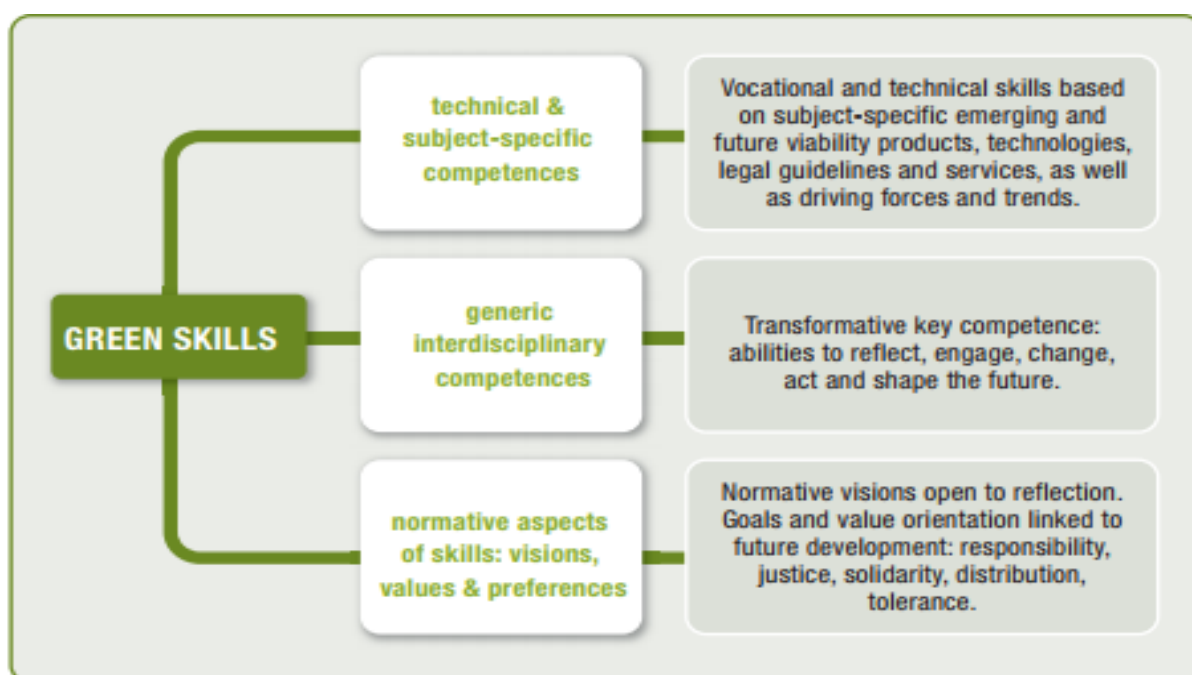 GREEN SKILLS
technical &
subject-specific
competences
Vocational and technical skills based
on subject-specific emerging and
future viability products, technologies,
legal guidelines and services, as well
as driving forces and trends.
generic
interdisciplinary
competences
Transformative key competence:
abilities to reflect, engage, change,
act and shape the future.
normative aspects
of skills: visions,
values & preferences
Normative visions open to reflection.
Goals and value orientation linked to
future development: responsibility,
justice, solidarity, distribution,
tolerance.